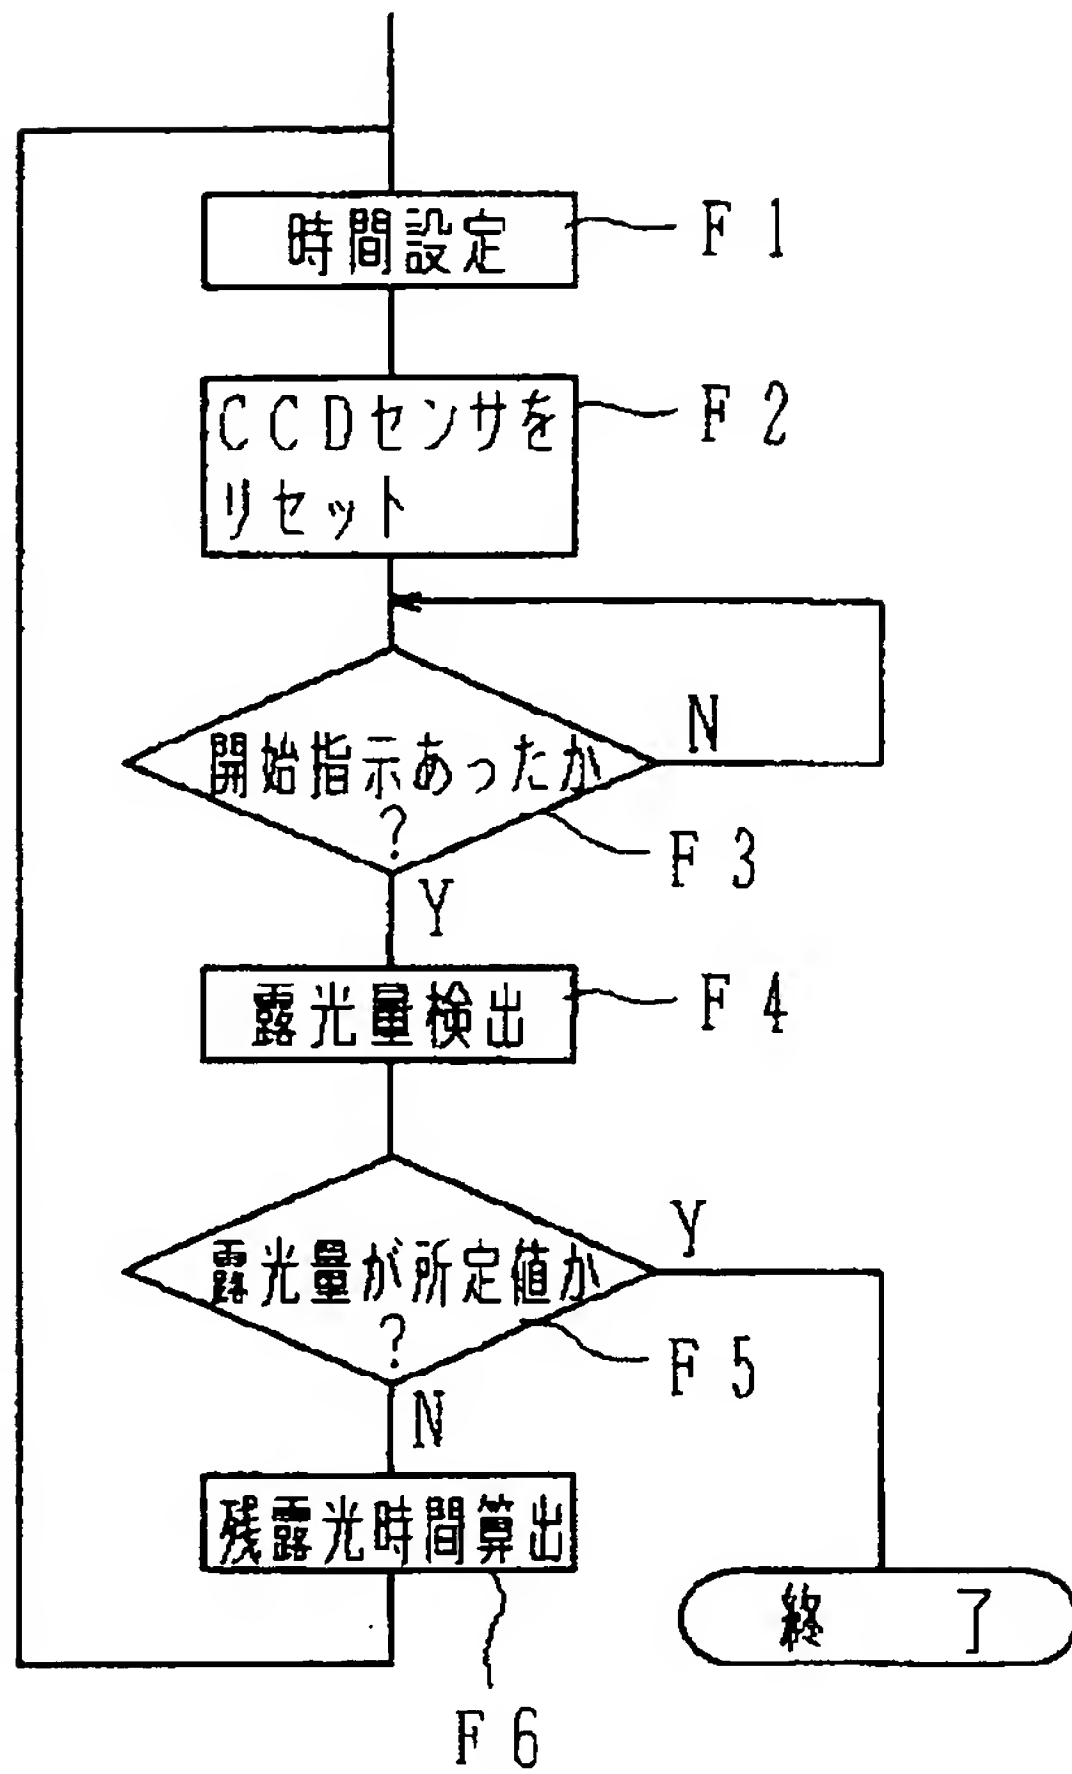 時間設定
F1
CCDセンサを
F2
リセット
N
開始指示あったか
?
F3
Y
露光量検出
F4
Y
露光量が所定値か
?
F5
N
残露光時間算出
終 了
F6